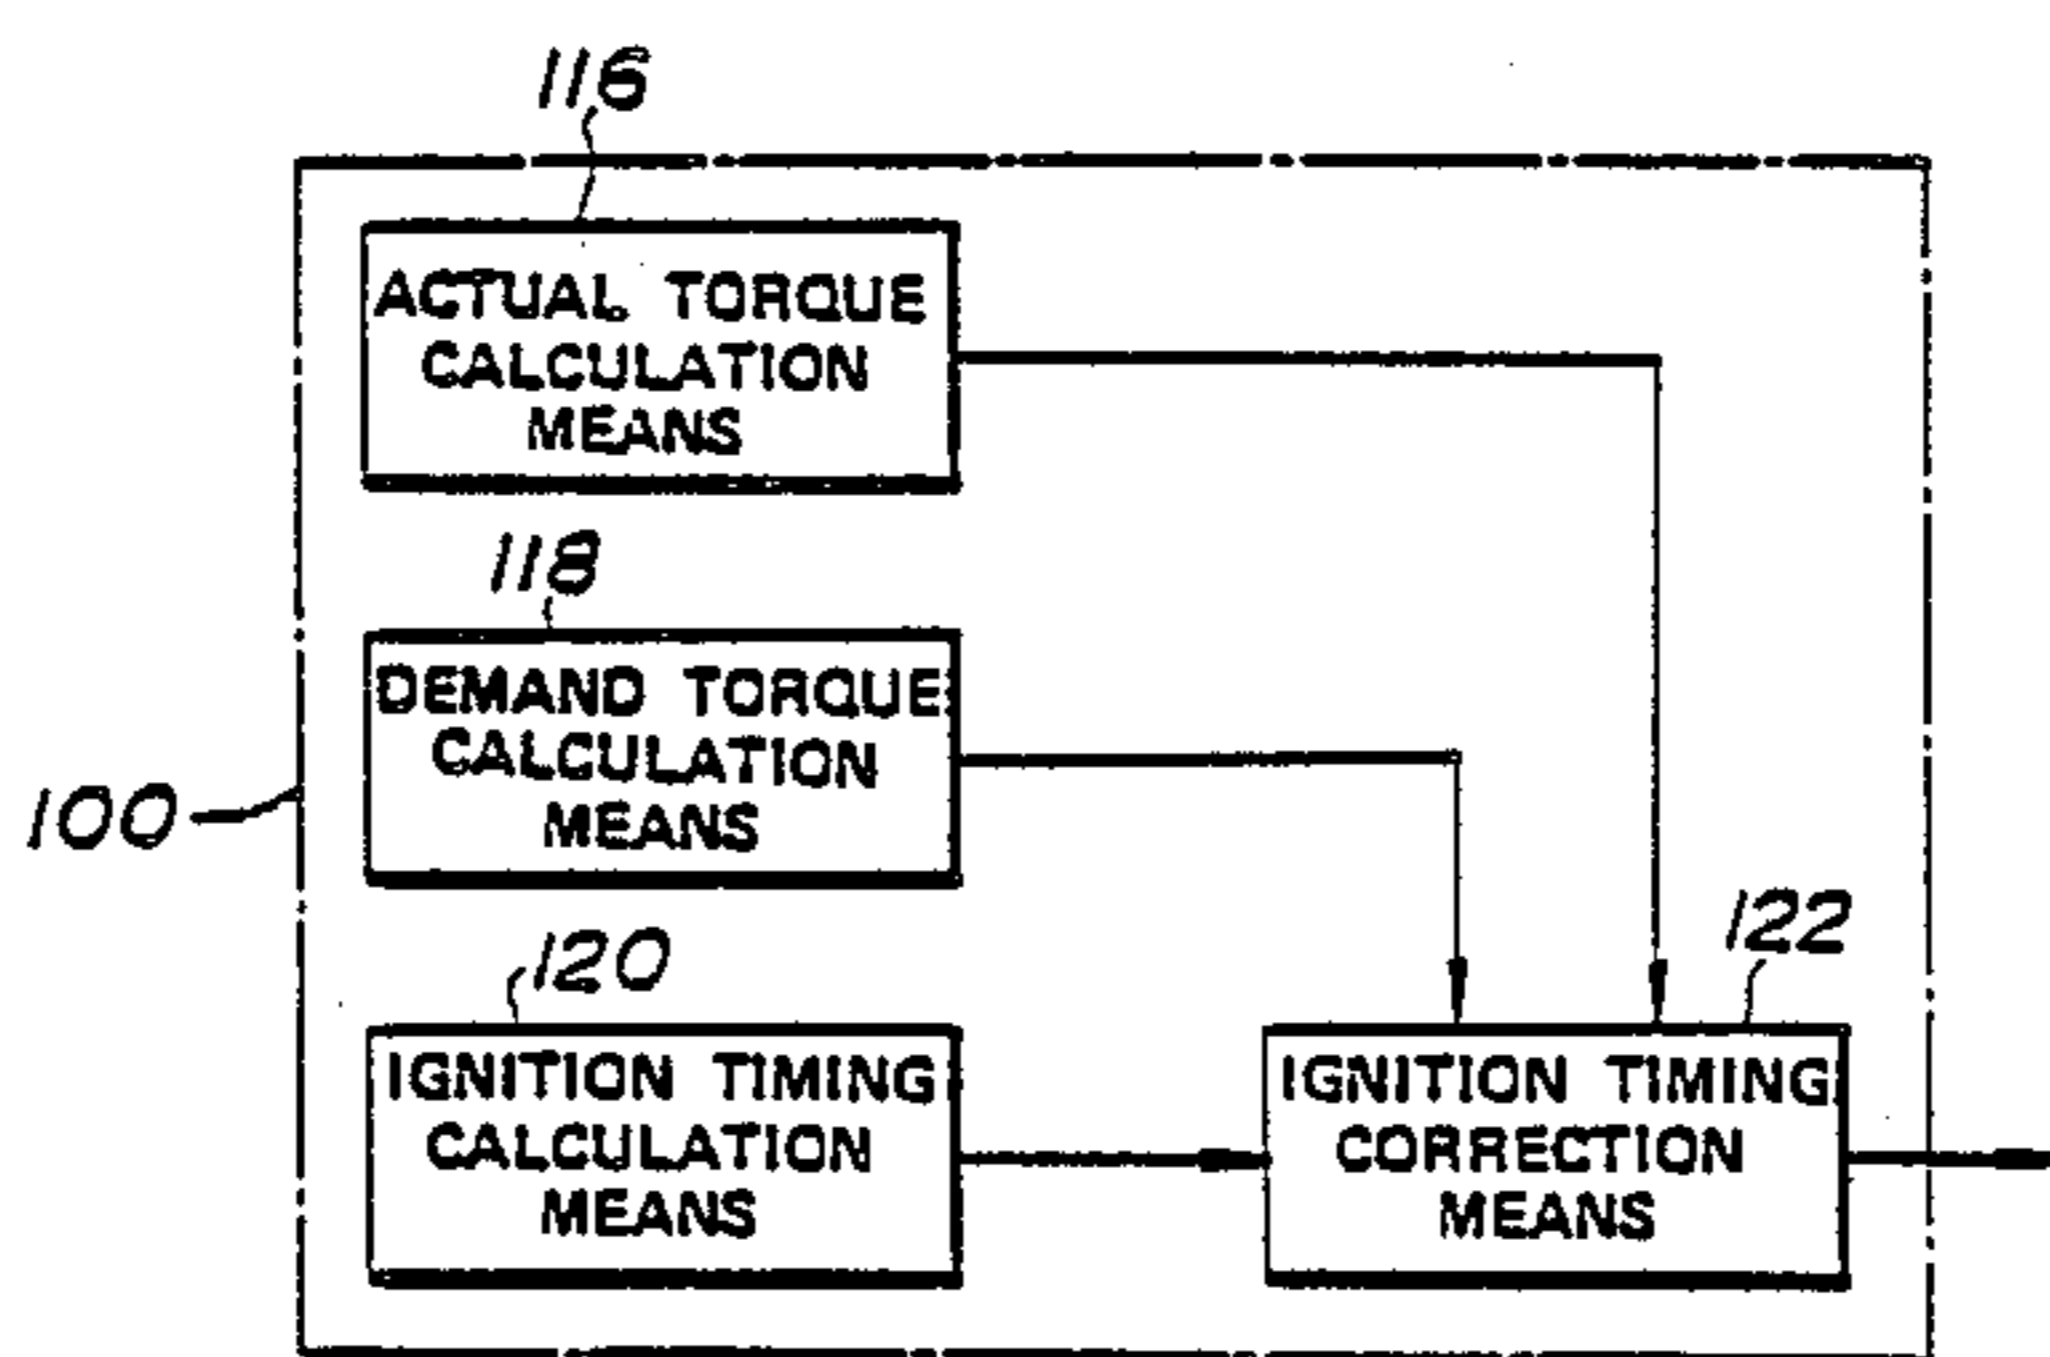 116
ACTUAL TORQUE
CALCULATION
MEANS
118
DEMAND TORQUE
CALCULATION
MEANS
100
120
IGNITION TIMING
CALCULATION
MEANS
122
IGNITION TIMING
CORRECTION
MEANS